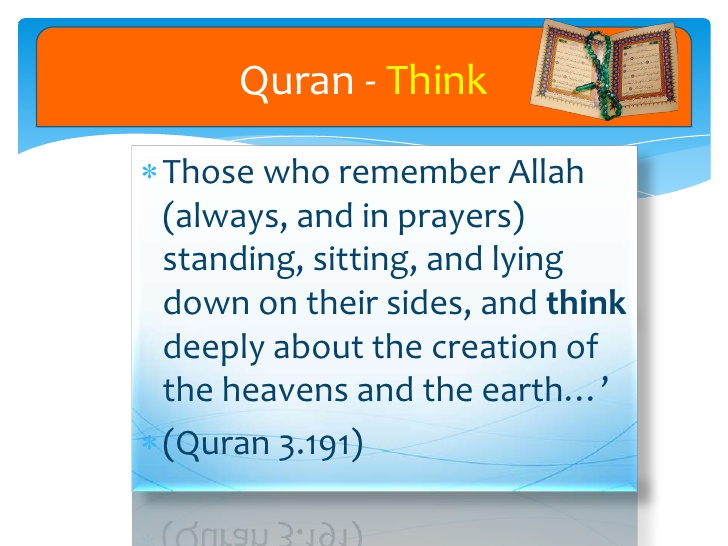 Quran - Think
*Those who remember Allah
(always, and in prayers)
standing, sitting, and lying
down on their sides, and think
deeply about the creation of
the heavens and the earth…’
*(Quran 3.191)